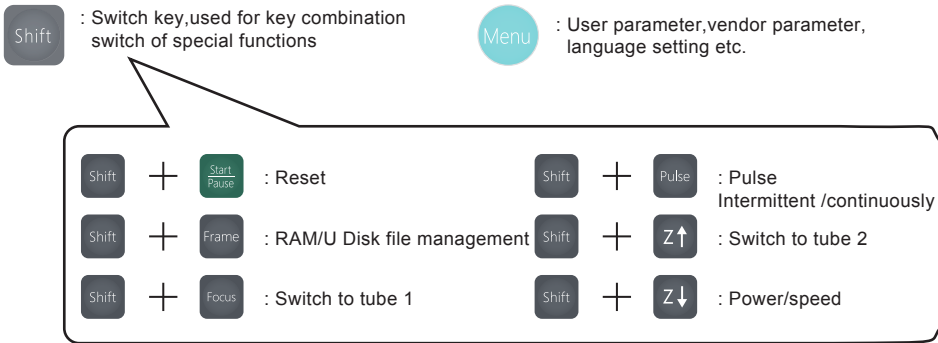 Shift : Switch key,used for key combination
switch of special functions
Menu : User parameter,vendor parameter,
language setting etc.
Shift + Start
Pause : Reset
Shift + Pulse : Pulse
Intermittent /continuously
Shift + Frame : RAM/U Disk file management
Shift + Z↑ : Switch to tube 2
Shift + Focus : Switch to tube 1
Shift + Z↓ : Power/speed